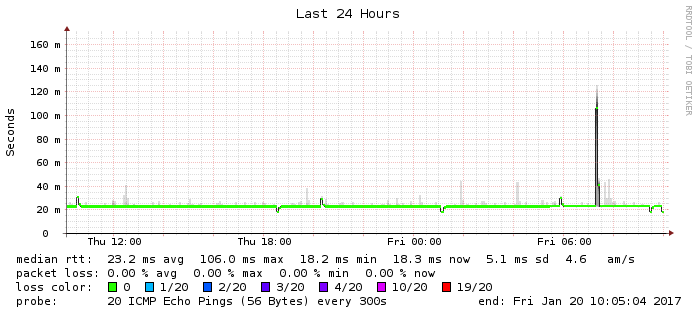 Last 24 Hours
RRDTOOL / TOBI OETIKER
Seconds
160 m
140 m
120 m
100 m
80 m
60 m
40 m
20 m
0
Thu 12:00 Thu 18:00 Fri 00:00 Fri 06:00
median rtt: 23.2 ms avg 106.0 ms max 18.2 ms min 18.3 ms now 5.1 ms sd 4.6 am/s
packet loss: 0.00 % avg 0.00 % max 0.00 % min 0.00 % now
loss color: 0 1/20 2/20 3/20 4/20 10/20 19/20
probe: 20 ICMP Echo Pings (56 Bytes) every 300s end: Fri Jan 20 10:05:04 2017